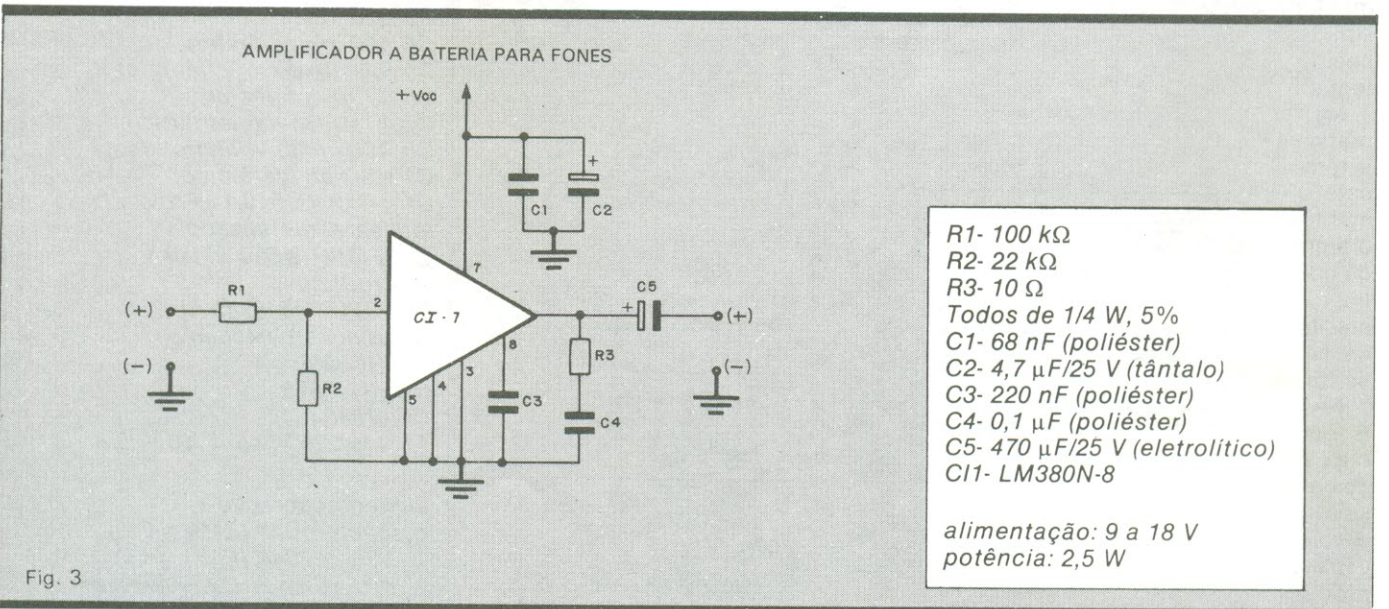 AMPLIFICADOR A BATERIA PARA FONES
+Vcc
+
C1
C2
R1
(+)
2
CI-1
7
+
C5
(+)
(-)
R2
5
4
3
8
C3
R3
C4
(-)
R1- 100 kΩ
R2- 22 kΩ
R3- 10 Ω
Todos de 1/4 W, 5%
C1- 68 nF (poliéster)
C2- 4,7 µF/25 V (tântalo)
C3- 220 nF (poliéster)
C4- 0,1 µF (poliéster)
C5- 470 µF/25 V (eletrolítico)
CI1- LM380N-8
alimentação: 9 a 18 V
potência: 2,5 W
Fig. 3